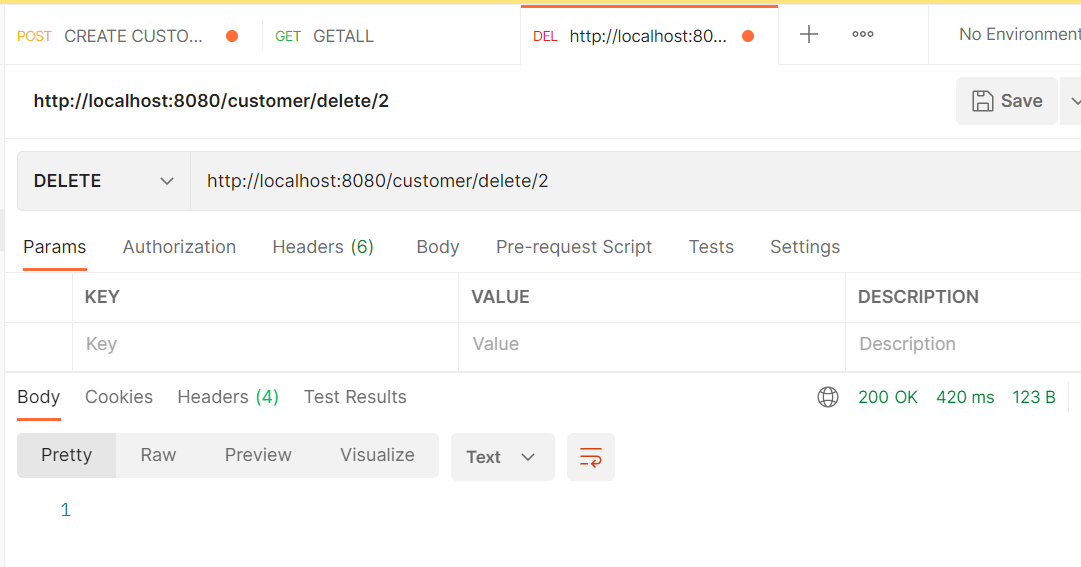 POST CREATE CUSTO... GET GETALL DEL http://localhost:80... No Environment
http://localhost:8080/customer/delete/2 Save
DELETE http://localhost:8080/customer/delete/2
Params Authorization Headers (6) Body Pre-request Script Tests Settings
KEY VALUE DESCRIPTION
Key Value Description
Body Cookies Headers (4) Test Results 200 OK 420 ms 123 B
Pretty Raw Preview Visualize Text
1